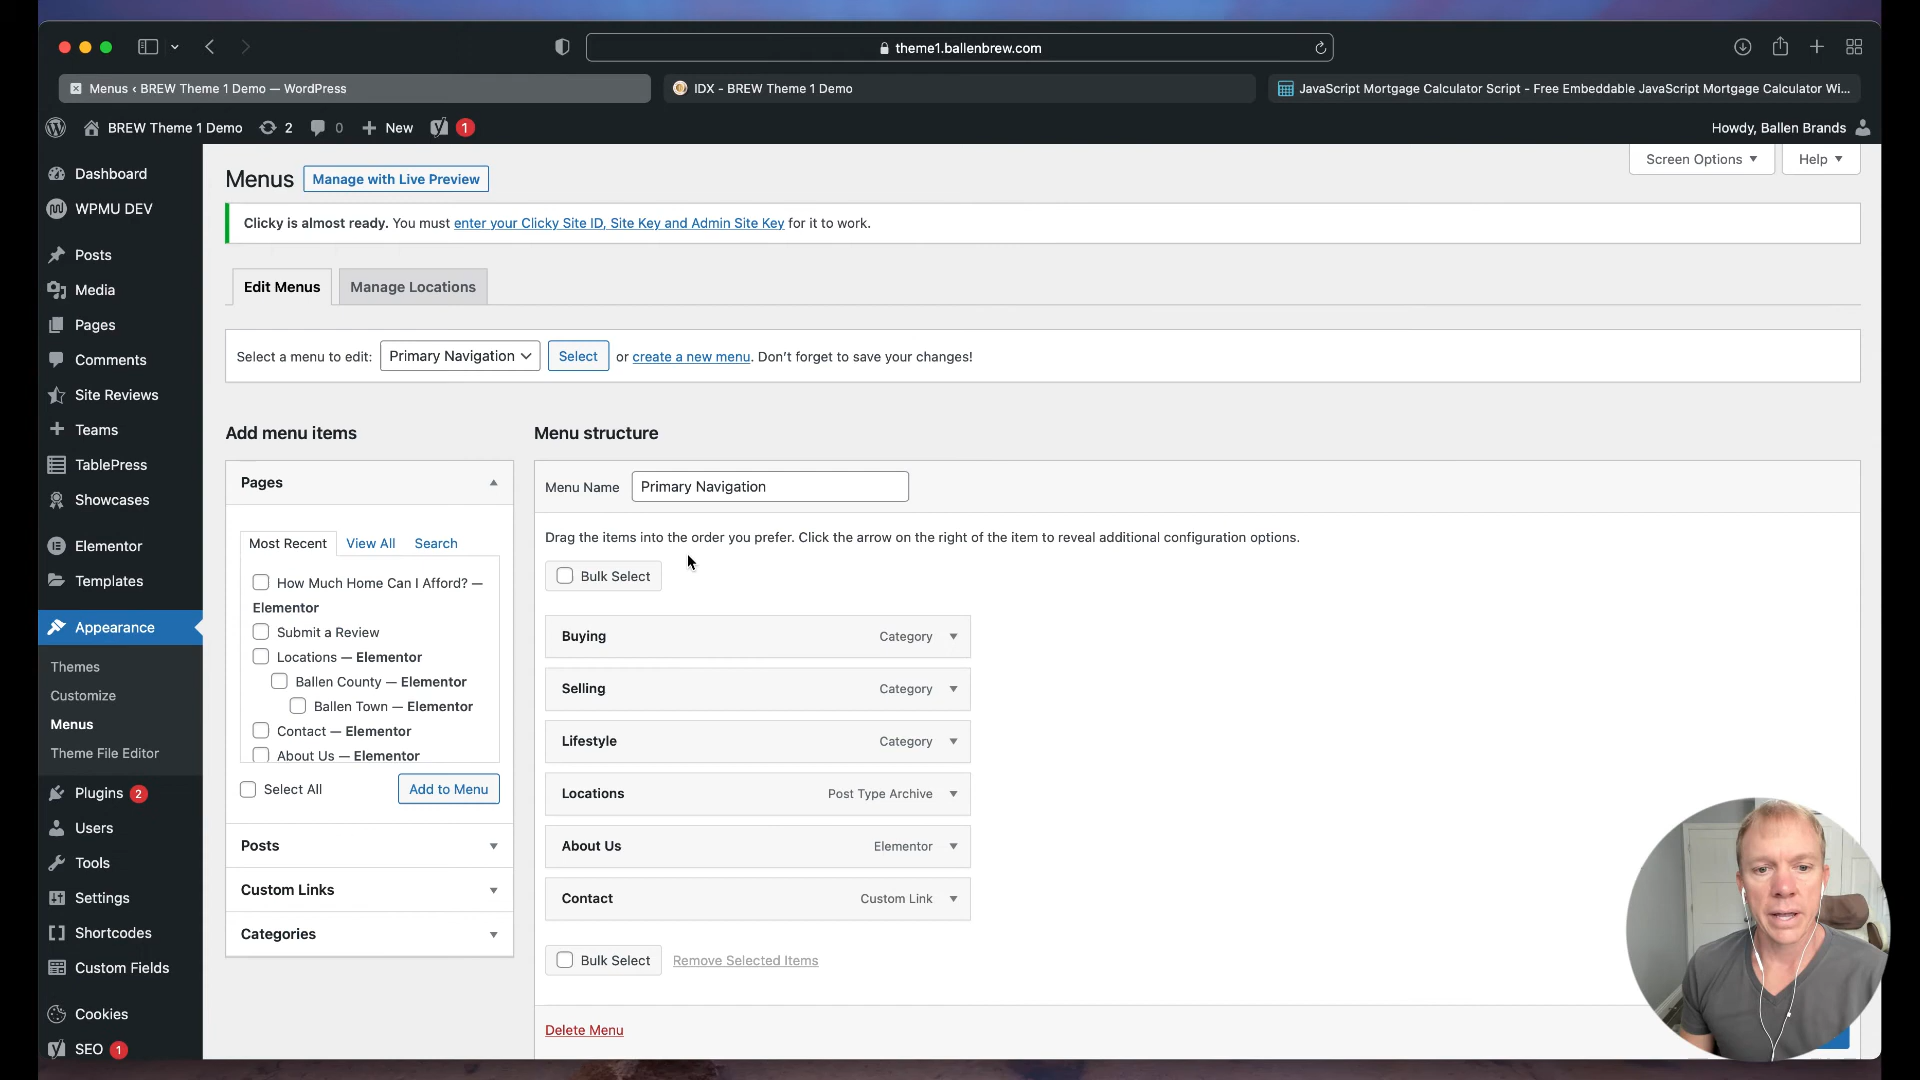 theme1.ballenbrew.com
Menus ‹ BREW Theme 1 Demo — WordPress
IDX - BREW Theme 1 Demo
JavaScript Mortgage Calculator Script - Free Embeddable JavaScript Mortgage Calculator Wi...
BREW Theme 1 Demo 2 0 New 1
Howdy, Ballen Brands
Dashboard
WPMU DEV
Posts
Media
Pages
Comments
Site Reviews
Teams
TablePress
Showcases
Elementor
Templates
Appearance
Themes
Customize
Menus
Theme File Editor
Plugins 2
Users
Tools
Settings
Shortcodes
Custom Fields
Cookies
SEO 1
Screen Options
Help
Menus
Manage with Live Preview
Clicky is almost ready. You must enter your Clicky Site ID, Site Key and Admin Site Key for it to work.
Edit Menus
Manage Locations
Select a menu to edit: Primary Navigation Select or create a new menu. Don't forget to save your changes!
Add menu items
Pages
Most Recent View All Search
How Much Home Can I Afford? —
Elementor
Submit a Review
Locations — Elementor
Ballen County — Elementor
Ballen Town — Elementor
Contact — Elementor
About Us — Elementor
Select All
Add to Menu
Posts
Custom Links
Categories
Menu structure
Menu Name Primary Navigation
Drag the items into the order you prefer. Click the arrow on the right of the item to reveal additional configuration options.
Bulk Select
Buying Category
Selling Category
Lifestyle Category
Locations Post Type Archive
About Us Elementor
Contact Custom Link
Bulk Select Remove Selected Items
Delete Menu